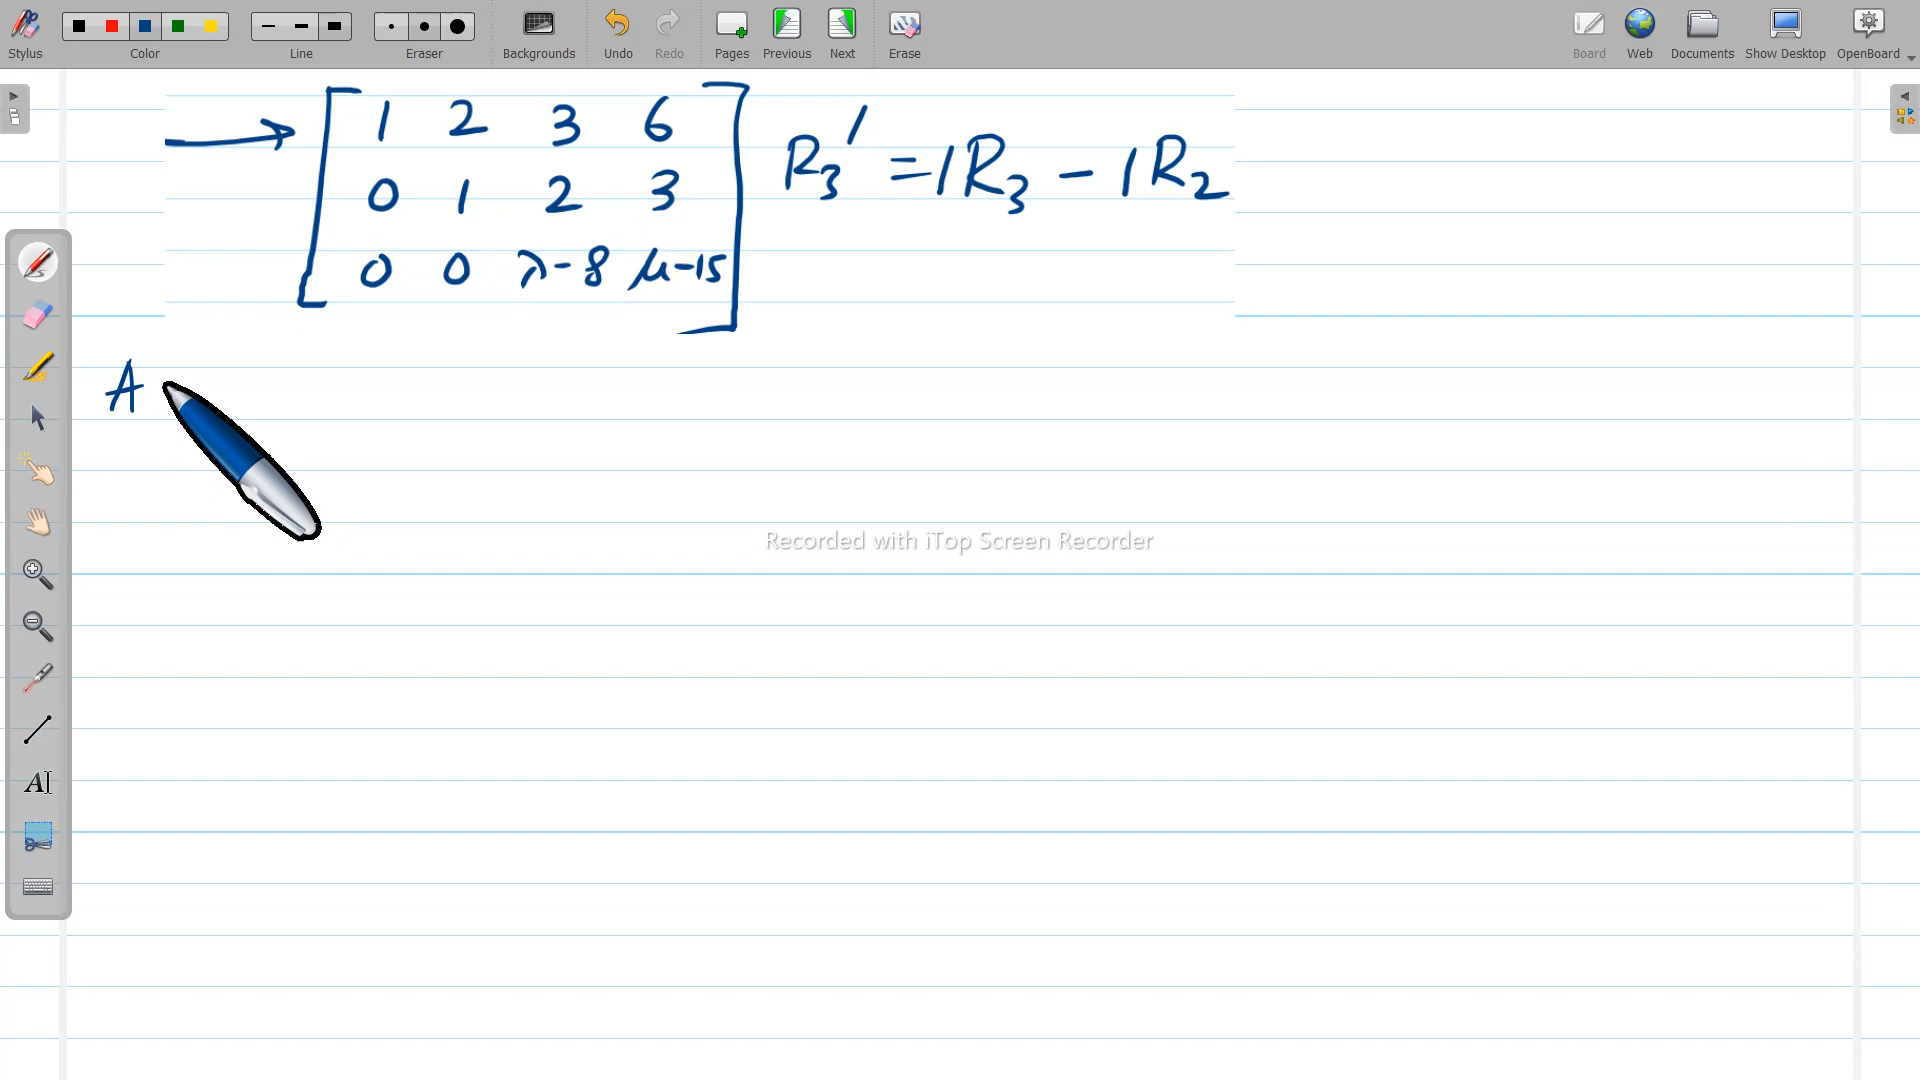 Stylus Color Line Eraser Backgrounds Undo Redo Pages Previous Next Erase Board Web Documents Show Desktop OpenBoard
→ [ 1 2 3 6
0 1 2 3
0 0 λ-8 μ-15 ] R₃′ = 1R₃ - 1R₂
A
Recorded with iTop Screen Recorder
AI